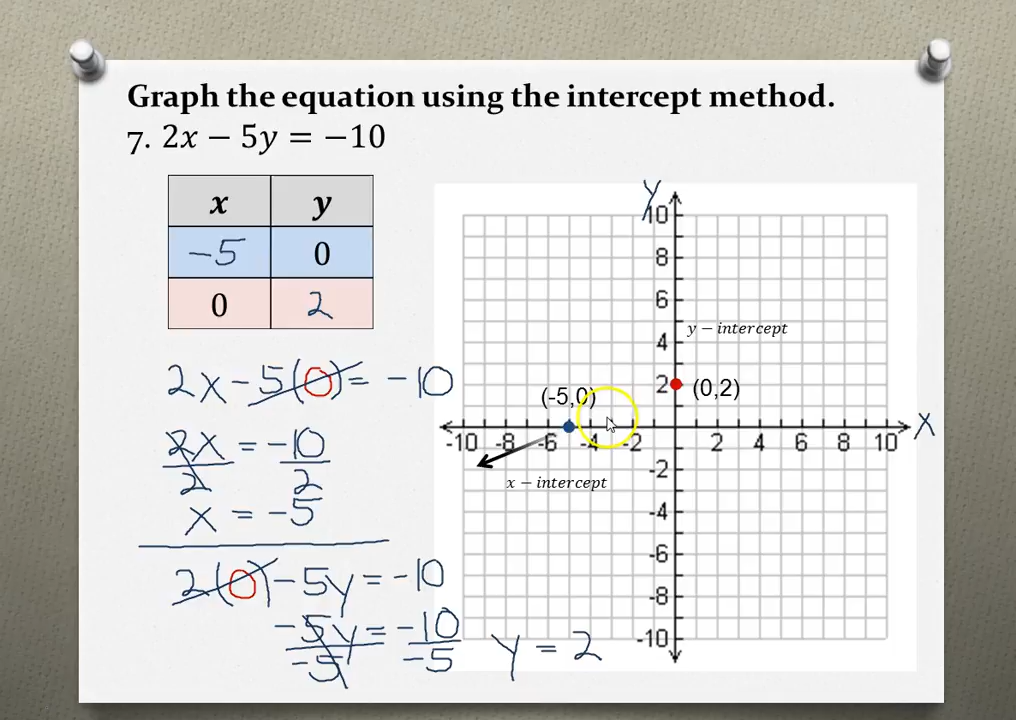 Graph the equation using the intercept method.
7. 2x − 5y = −10
x y
-5 0
0 2
2x - 5(0) = -10
2x = -10
2 2
x = -5
2(0) - 5y = -10
-5y = -10
-5 -5
y = 2
Y
10
8
6
y − intercept
4
2 (0,2)
(-5,0)
X
-10 -8 -6 -4 -2 2 4 6 8 10
-2
x − intercept
-4
-6
-8
-10